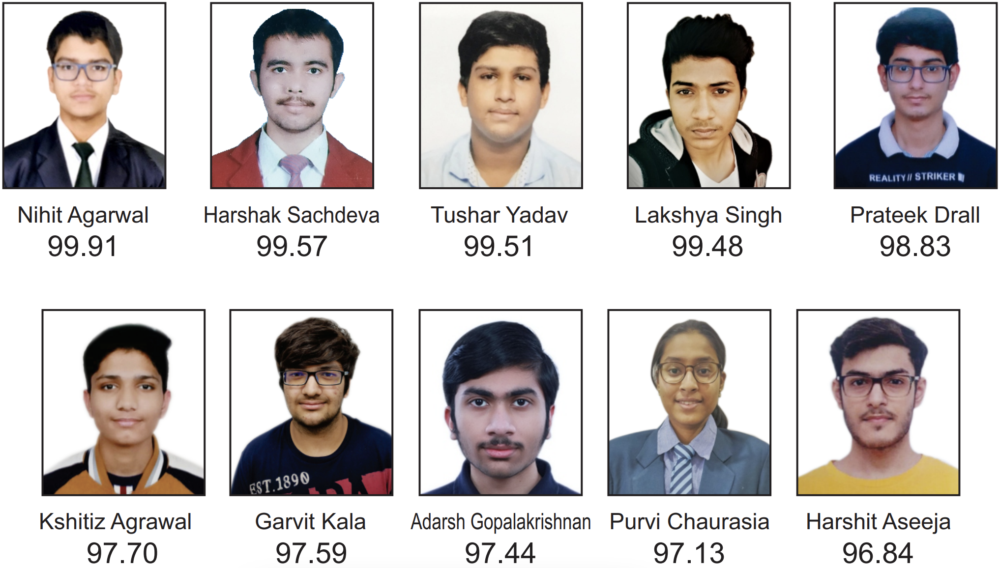 REALITY// STRIKER
Nihit Agarwal
99.91
Harshak Sachdeva
99.57
Tushar Yadav
99.51
Lakshya Singh
99.48
Prateek Drall
98.83
EST.1890
Kshitiz Agrawal
97.70
Garvit Kala
97.59
Adarsh Gopalakrishnan
97.44
Purvi Chaurasia
97.13
Harshit Aseeja
96.84